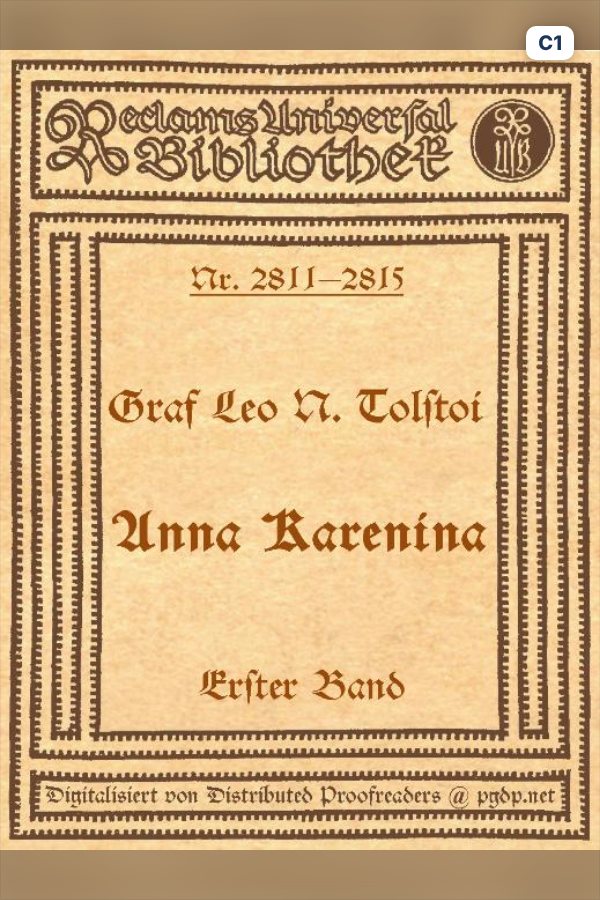 C1
Reclams Univerſal
Bibliothek
UB
Nr. 2811–2815
Graf Leo N. Tolſtoi
Anna Karenina
Erſter Band
Digitalisiert von Distributed Proofreaders @ pgdp.net